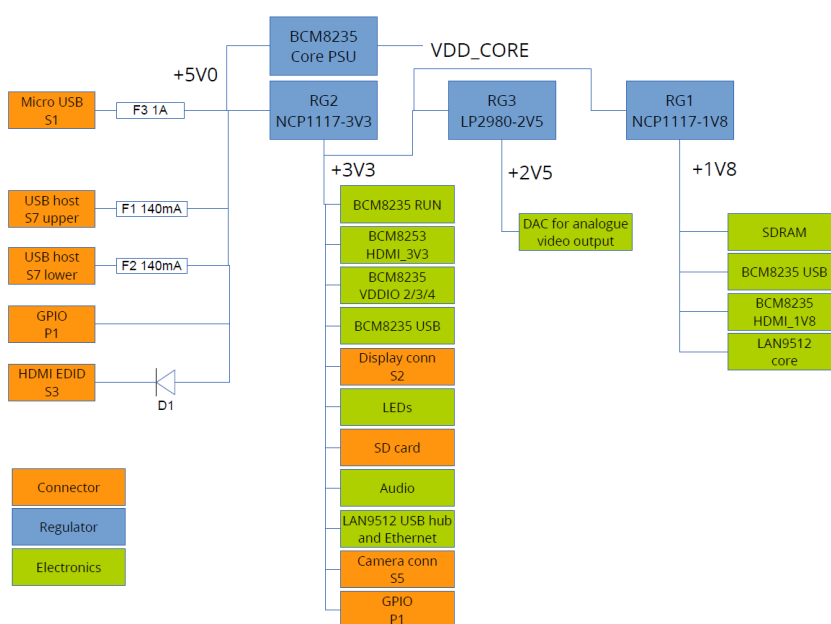 BCM8235
Core PSU
VDD_CORE
+5V0
Micro USB
S1
F3 1A
RG2
NCP1117-3V3
RG3
LP2980-2V5
RG1
NCP1117-1V8
+3V3
+2V5
+1V8
USB host
S7 upper
F1 140mA
USB host
S7 lower
F2 140mA
GPIO
P1
HDMI EDID
S3
D1
BCM8235 RUN
BCM8253
HDMI_3V3
BCM8235
VDDIO 2/3/4
BCM8235 USB
Display conn
S2
LEDs
SD card
Audio
LAN9512 USB hub
and Ethernet
Camera conn
S5
GPIO
P1
DAC for analogue
video output
SDRAM
BCM8235 USB
BCM8235
HDMI_1V8
LAN9512
core
Connector
Regulator
Electronics